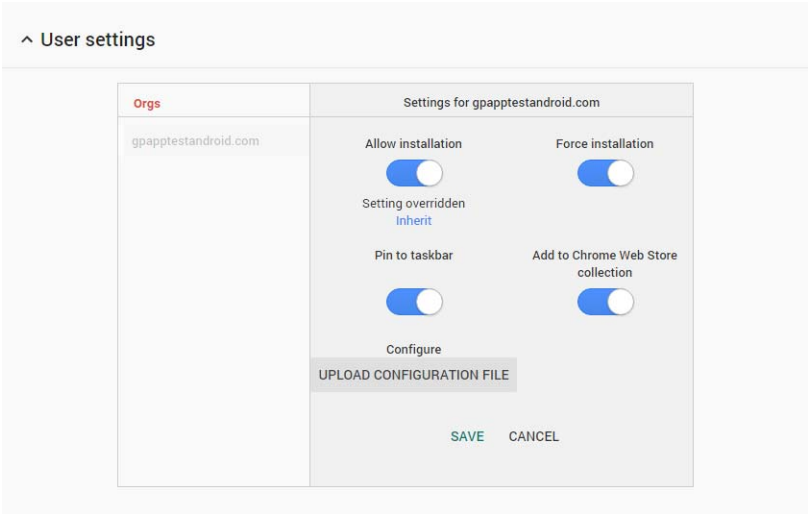 User settings
Orgs
Settings for gpapptestandroid.com
gpapptestandroid.com
Allow installation
Force installation
Setting overridden
Inherit
Pin to taskbar
Add to Chrome Web Store
collection
Configure
UPLOAD CONFIGURATION FILE
SAVE CANCEL